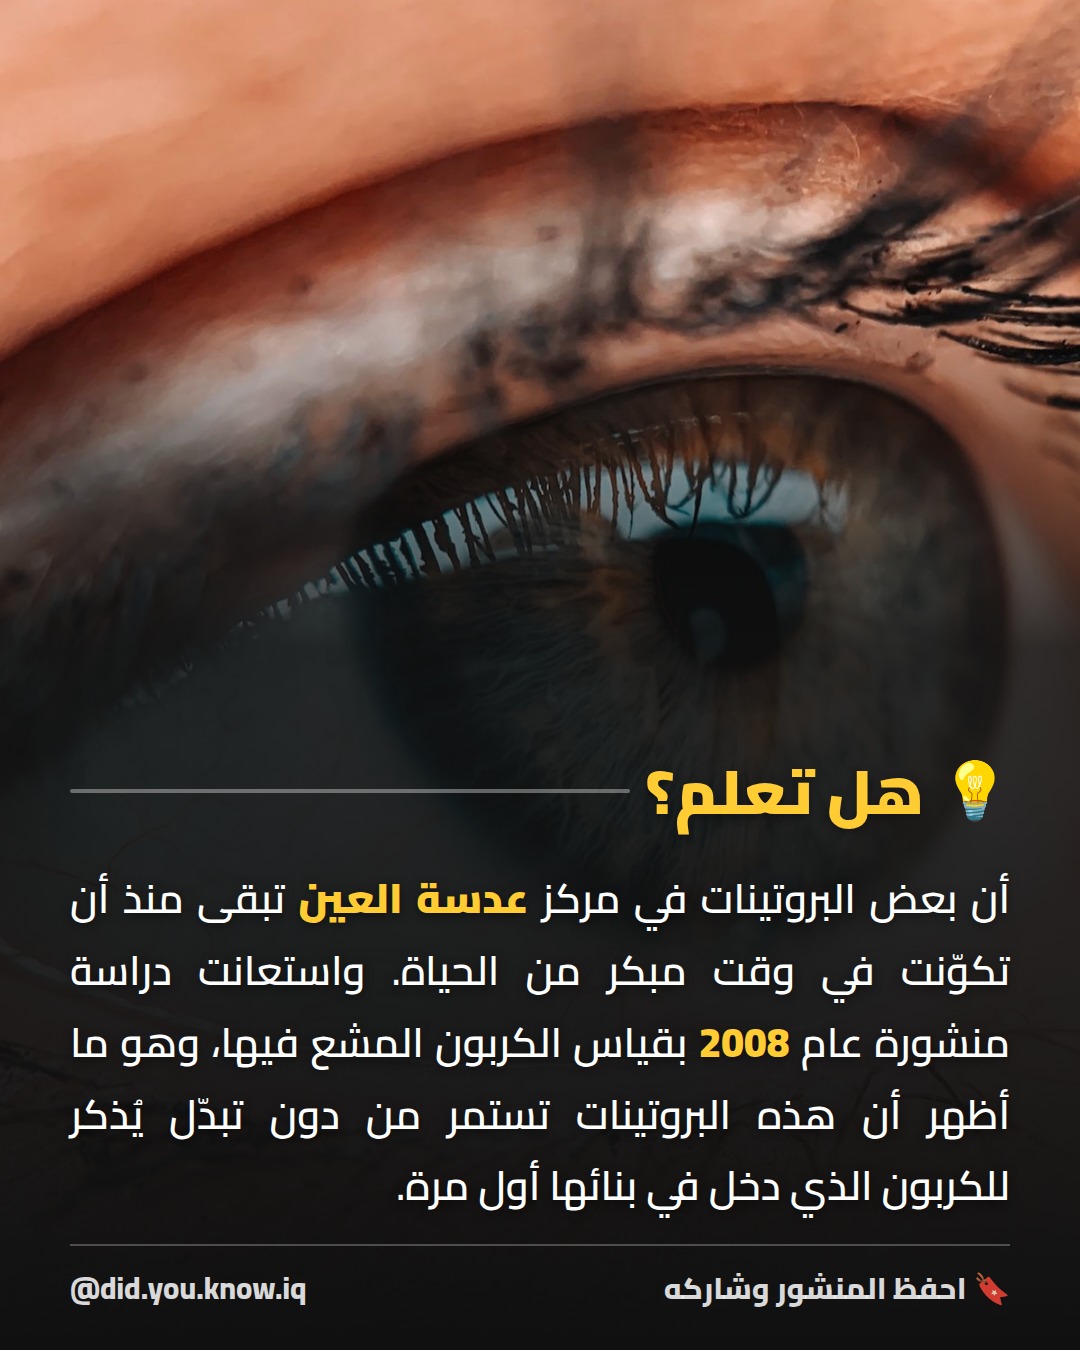 💡 هل تعلم؟
أن بعض البروتينات في مركز عدسة العين تبقى منذ أن
تكوّنت في وقت مبكر من الحياة. واستعانت دراسة
منشورة عام 2008 بقياس الكربون المشع فيها، وهو ما
أظهر أن هذه البروتينات تستمر من دون تبدّل يُذكر
للكربون الذي دخل في بنائها أول مرة.
🔖 احفظ المنشور وشاركه
@did.you.know.iq